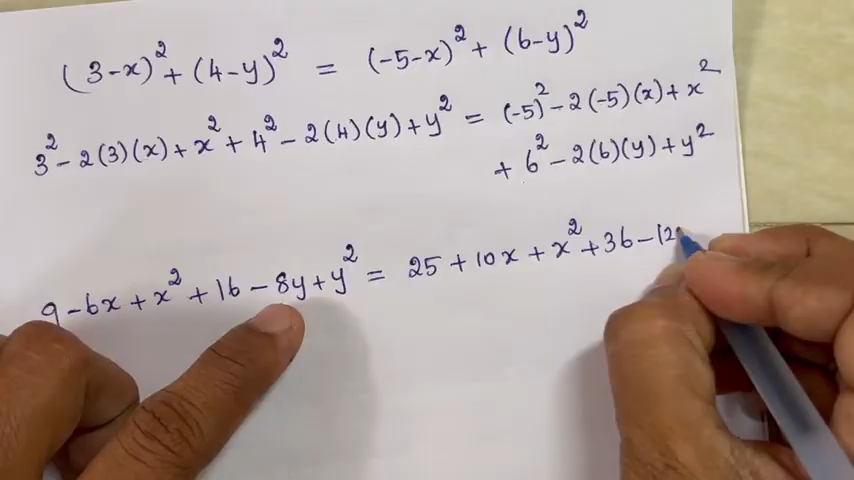 (3-x)² + (4-y)² = (-5-x)² + (6-y)²
3² - 2(3)(x) + x² + 4² - 2(4)(y) + y² = (-5)² - 2(-5)(x) + x²
+ 6² - 2(6)(y) + y²
9 - 6x + x² + 16 - 8y + y² = 25 + 10x + x² + 36 - 12